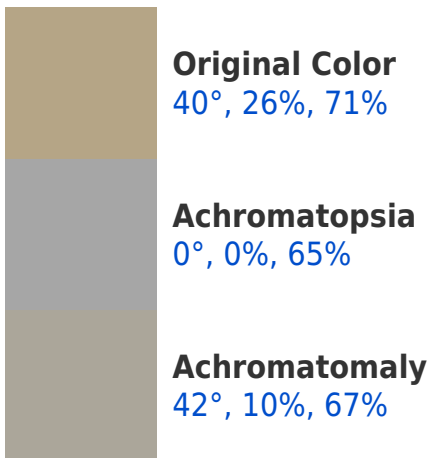 Original Color
40°, 26%, 71%
Achromatopsia
0°, 0%, 65%
Achromatomaly
42°, 10%, 67%